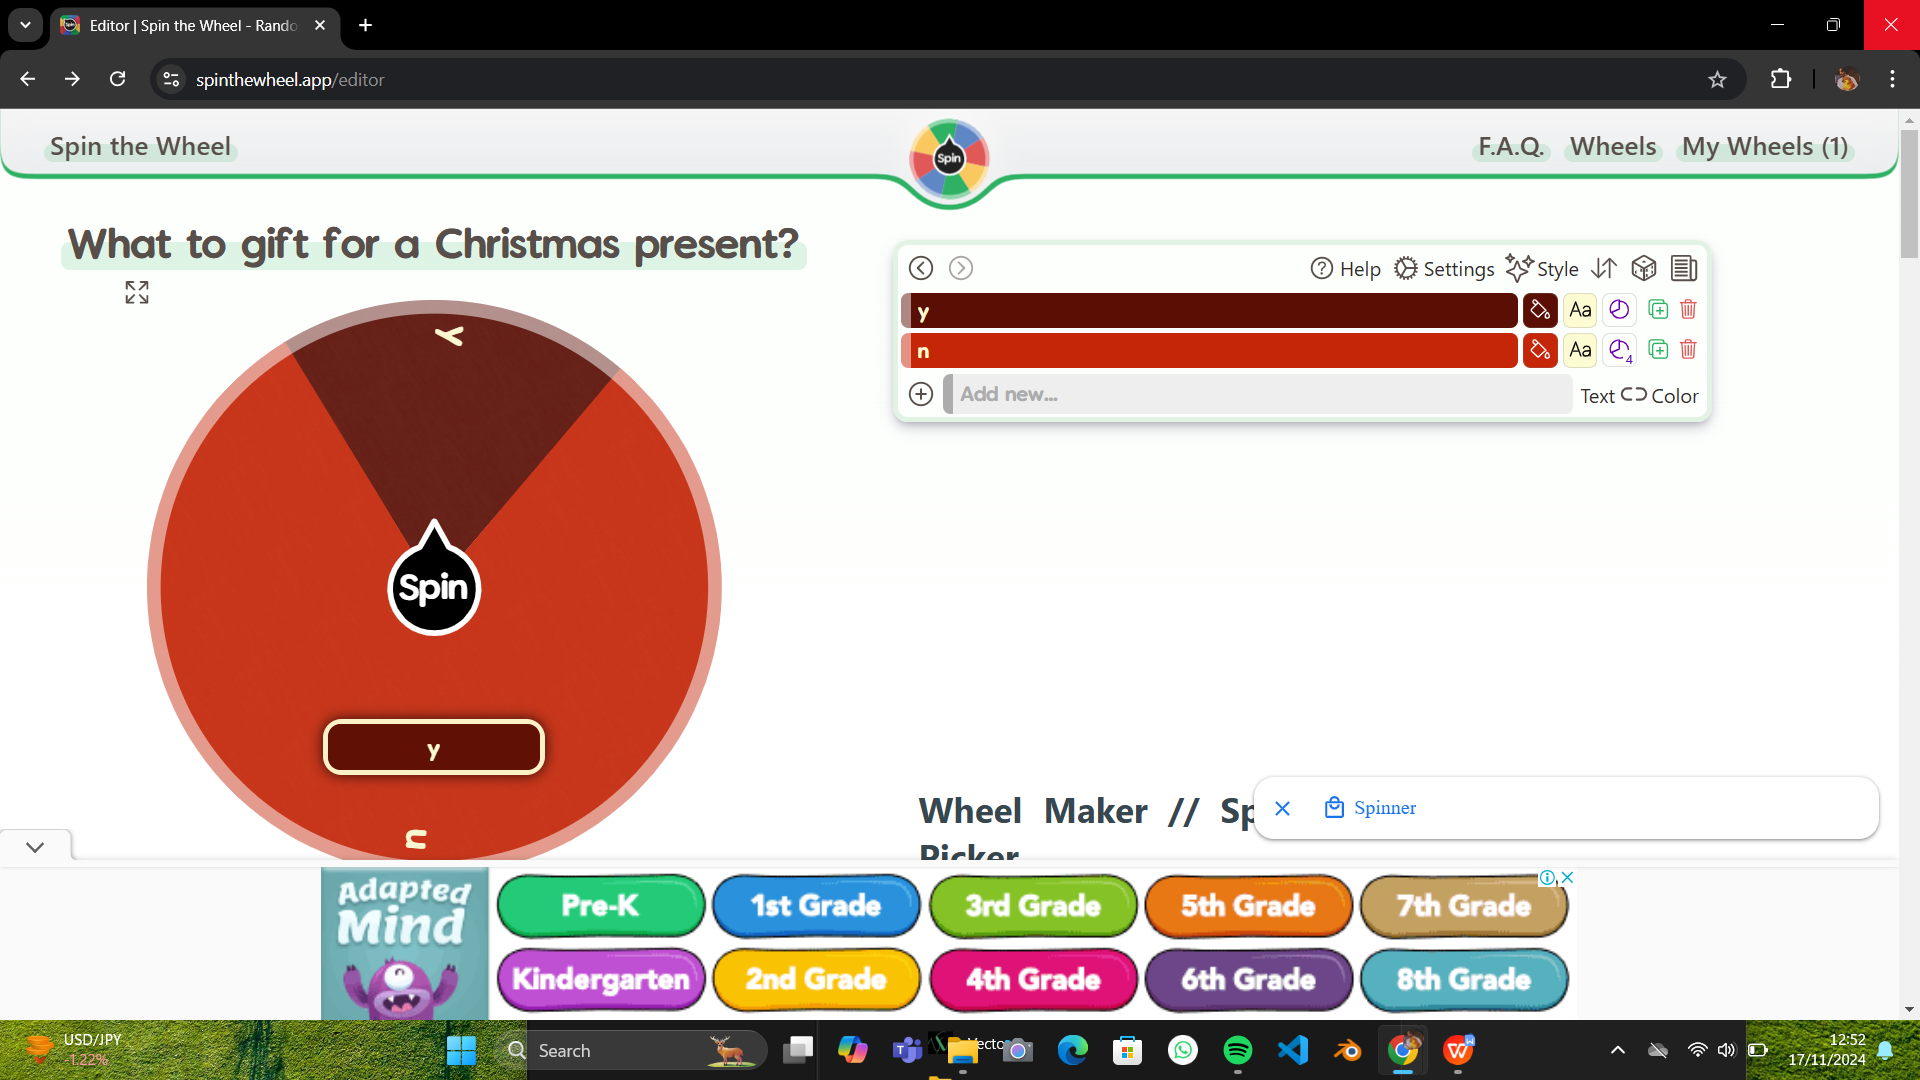 Editor | Spin the Wheel - Rando
spinthewheel.app/editor
Spin the Wheel
Spin
F.A.Q.
Wheels
My Wheels (1)
What to gift for a Christmas present?
Help
Settings
Style
y
Aa
n
Aa
4
Add new...
Text
Color
y
Spin
y
n
Wheel Maker // Sp
Picker
Spinner
Adapted
Mind
Pre-K
1st Grade
3rd Grade
5th Grade
7th Grade
Kindergarten
2nd Grade
4th Grade
6th Grade
8th Grade
USD/JPY
-1.22%
Search
Vecto
12:52
17/11/2024